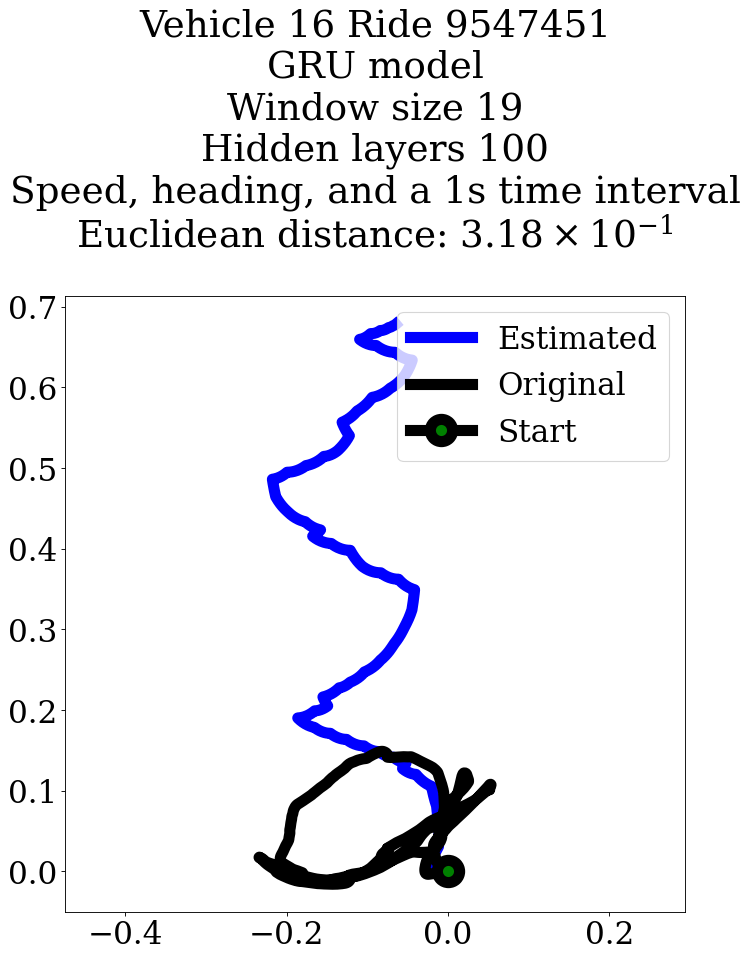 Vehicle 16 Ride 9547451
GRU model
Window size 19
Hidden layers 100
Speed, heading, and a 1s time interval
Euclidean distance: 3.18 × 10⁻¹
0.7
0.6
0.5
0.4
0.3
0.2
0.1
0.0
Estimated
Original
Start
−0.4 −0.2 0.0 0.2